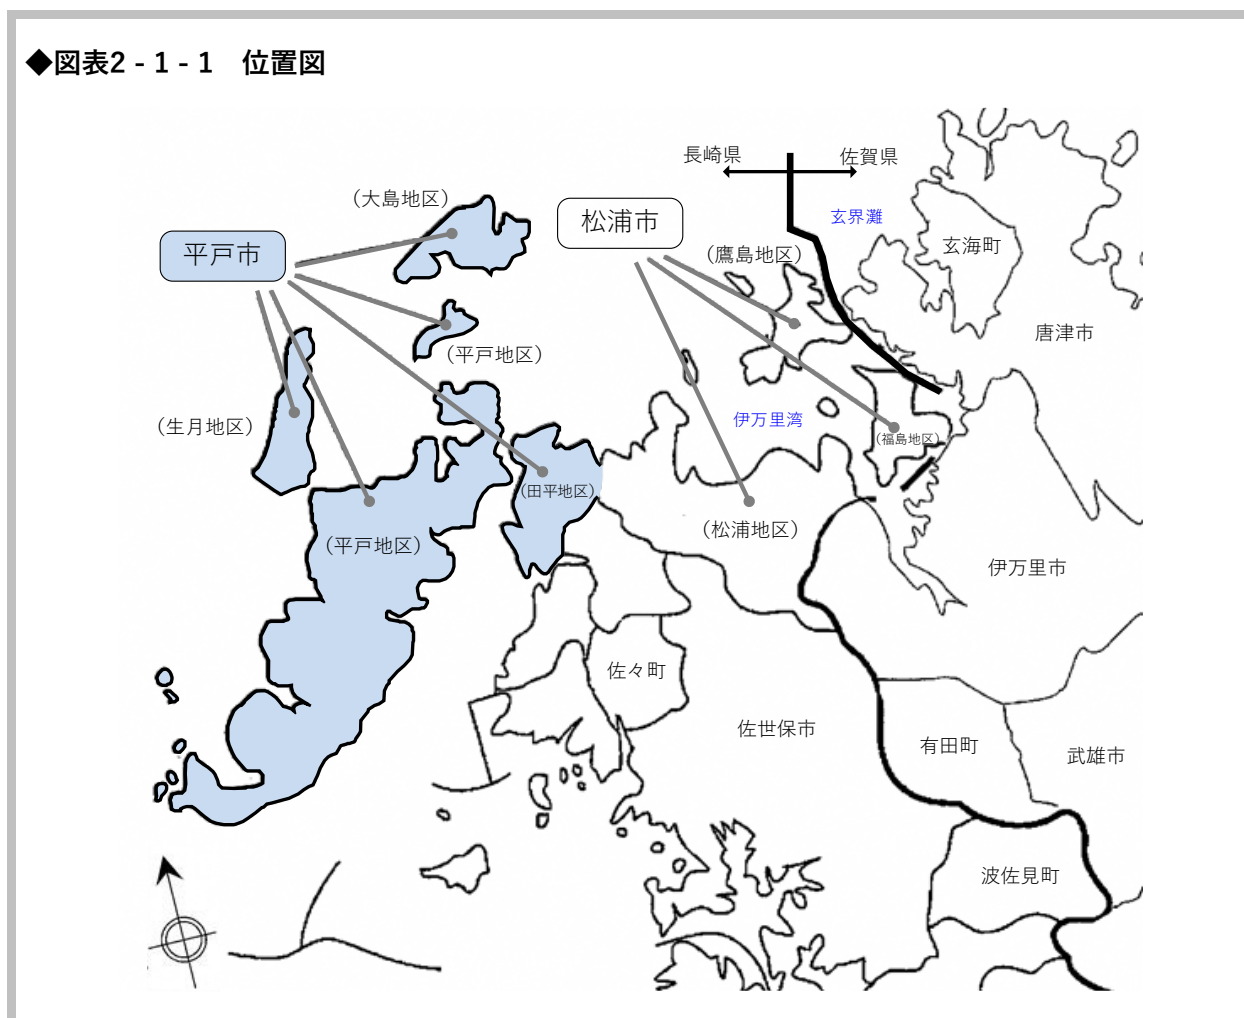 ◆図表2 - 1 - 1　位置図
長崎県
佐賀県
(大島地区)
松浦市
玄界灘
平戸市
(鷹島地区)
玄海町
唐津市
(平戸地区)
(生月地区)
伊万里湾
(福島地区)
(田平地区)
(松浦地区)
(平戸地区)
伊万里市
佐々町
佐世保市
有田町
武雄市
波佐見町